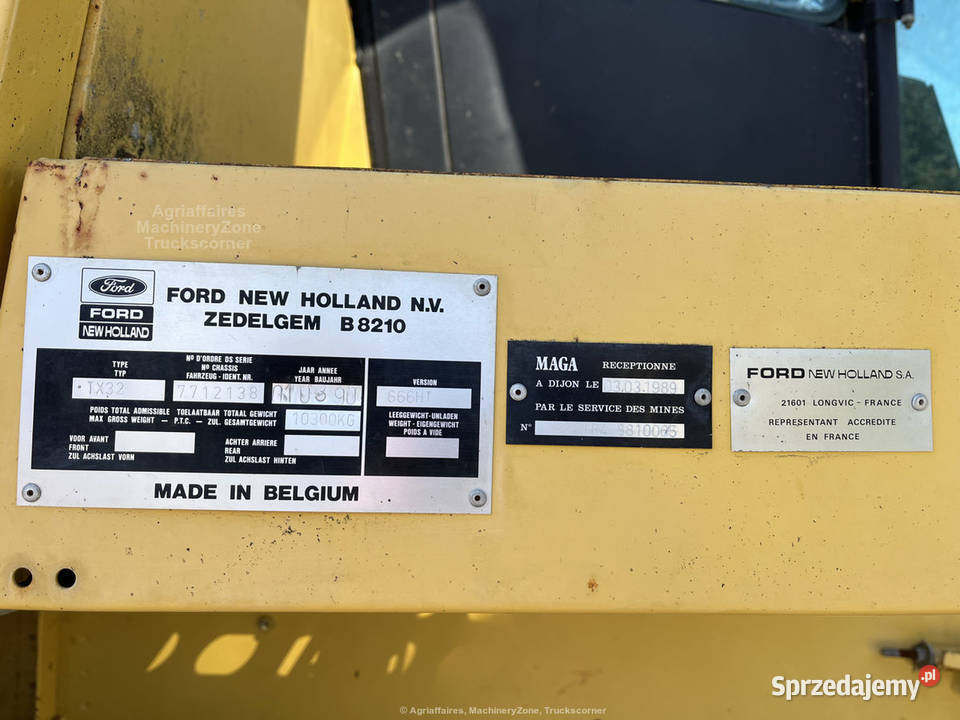 Agriaffaires
MachineryZone
Truckscorner
Ford
FORD
NEW HOLLAND
FORD NEW HOLLAND N.V.
ZEDELGEM B 8210
TYPE
TYP
TX32
Nº D'ORDRE DS SERIE
Nº CHASSIS
FAHRZEUG - IDENT. NR.
7712138
JAAR ANNEE
YEAR BAUJAHR
VERSION
666HT
POIDS TOTAL ADMISSIBLE TOELAATBAAR TOTAAL GEWICHT
MAX GROSS WEIGHT - P.T.C. - ZUL. GESAMTGEWICHT
10300KG
LEEGGEWICHT-UNLADEN
WEIGHT - EIGENGEWICHT
POIDS A VIDE
VOOR AVANT
FRONT
ZUL ACHSLAST VORN
ACHTER ARRIERE
REAR
ZUL ACHSLAST HINTEN
MADE IN BELGIUM
MAGA RECEPTIONNE
A DIJON LE 03.03.1989
PAR LE SERVICE DES MINES
Nº
FORD NEW HOLLAND S.A.
21601 LONGVIC - FRANCE
REPRESENTANT ACCREDITE
EN FRANCE
Sprzedajemy.pl
© Agriaffaires, MachineryZone, Truckscorner